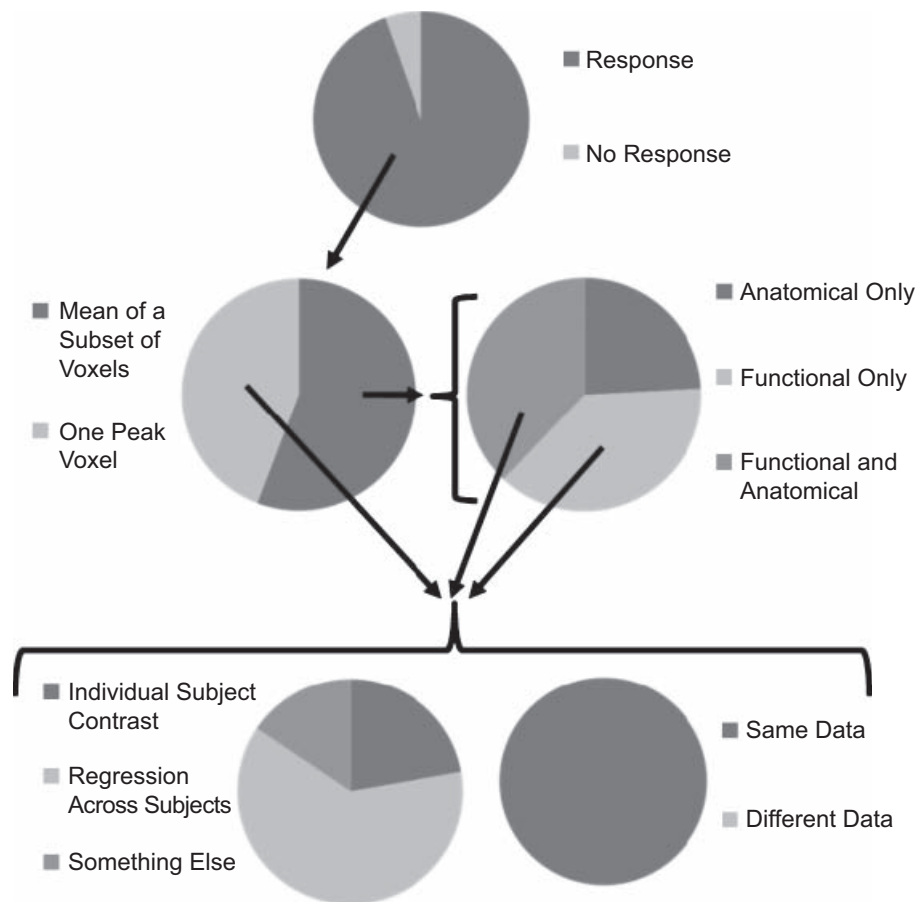 Response
No Response
Mean of a
Subset of
Voxels
One Peak
Voxel
Anatomical Only
Functional Only
Functional and
Anatomical
Individual Subject
Contrast
Regression
Across Subjects
Something Else
Same Data
Different Data